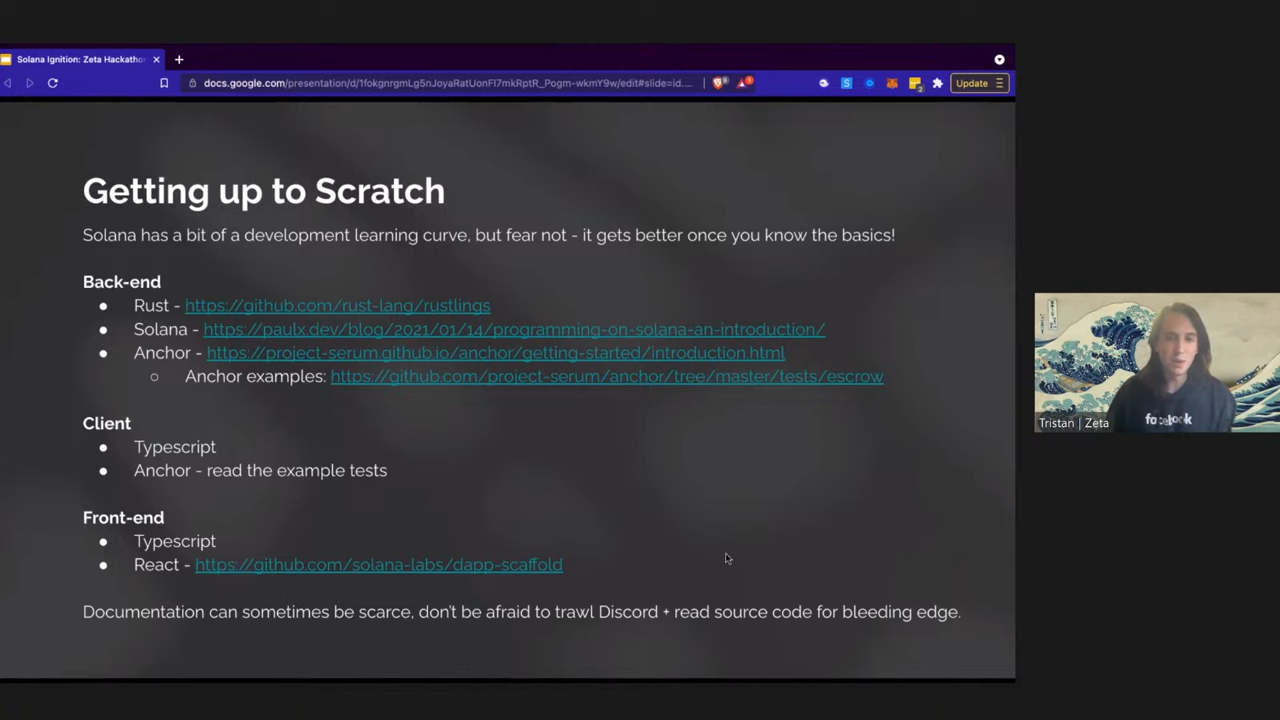 Solana Ignition: Zeta Hackathon
docs.google.com/presentation/d/1fokgnrgmLg5nJoyaRatUonFl7mkRptR_Pogm-wkmY9w/edit#slide=id....
Update
Getting up to Scratch
Solana has a bit of a development learning curve, but fear not - it gets better once you know the basics!
Back-end
● Rust - https://github.com/rust-lang/rustlings
● Solana - https://paulx.dev/blog/2021/01/14/programming-on-solana-an-introduction/
● Anchor - https://project-serum.github.io/anchor/getting-started/introduction.html
○ Anchor examples: https://github.com/project-serum/anchor/tree/master/tests/escrow
Client
● Typescript
● Anchor - read the example tests
Front-end
● Typescript
● React - https://github.com/solana-labs/dapp-scaffold
Documentation can sometimes be scarce, don't be afraid to trawl Discord + read source code for bleeding edge.
facebook
Tristan | Zeta